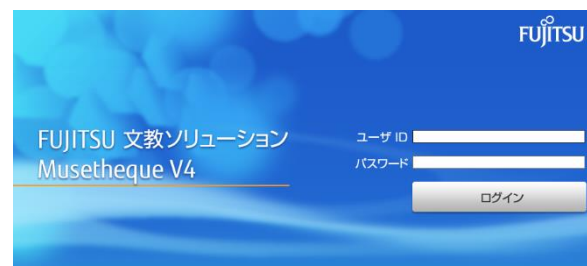 FUJITSU
FUJITSU 文教ソリューション
Musetheque V4
ユーザ ID
パスワード
ログイン